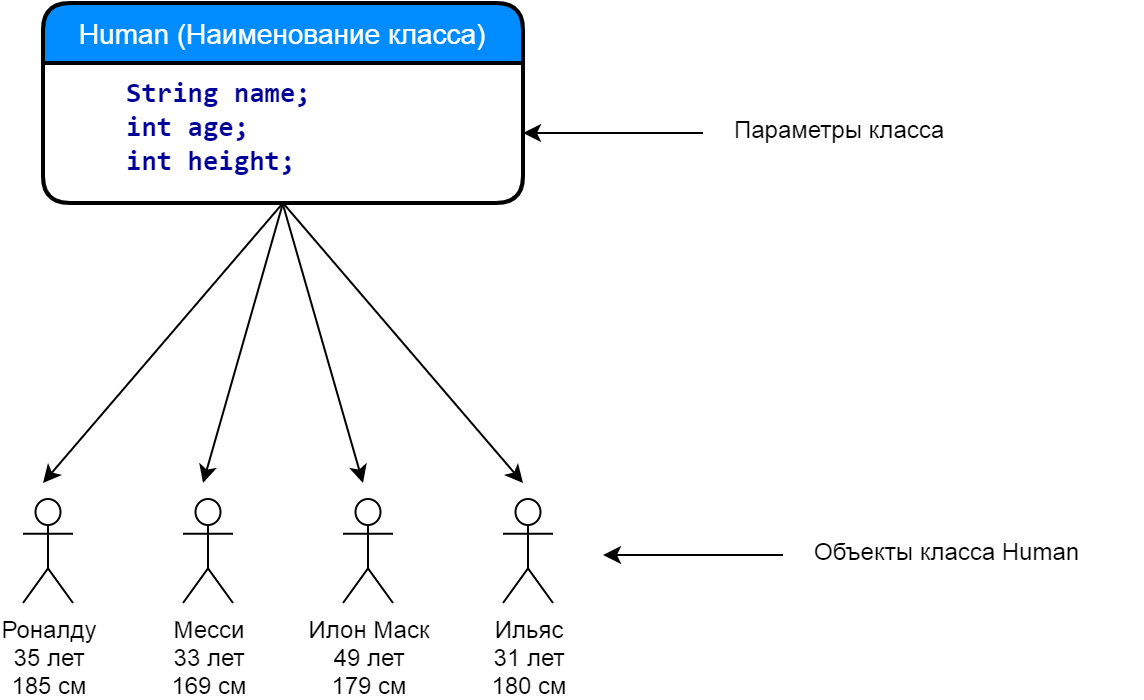 Human (Наименование класса)
String name;
int age;
int height;
Параметры класса
Объекты класса Human
Роналду
35 лет
185 см
Месси
33 лет
169 см
Илон Маск
49 лет
179 см
Ильяс
31 лет
180 см